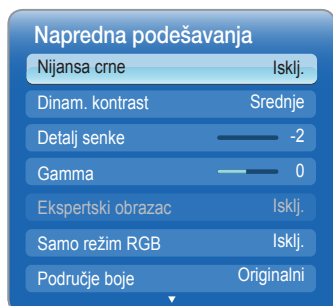 Napredna podešavanja
Nijansa crne Isklj.
Dinam. kontrast Srednje
Detalj senke -2
Gamma 0
Ekspertski obrazac Isklj.
Samo režim RGB Isklj.
Područje boje Originalni